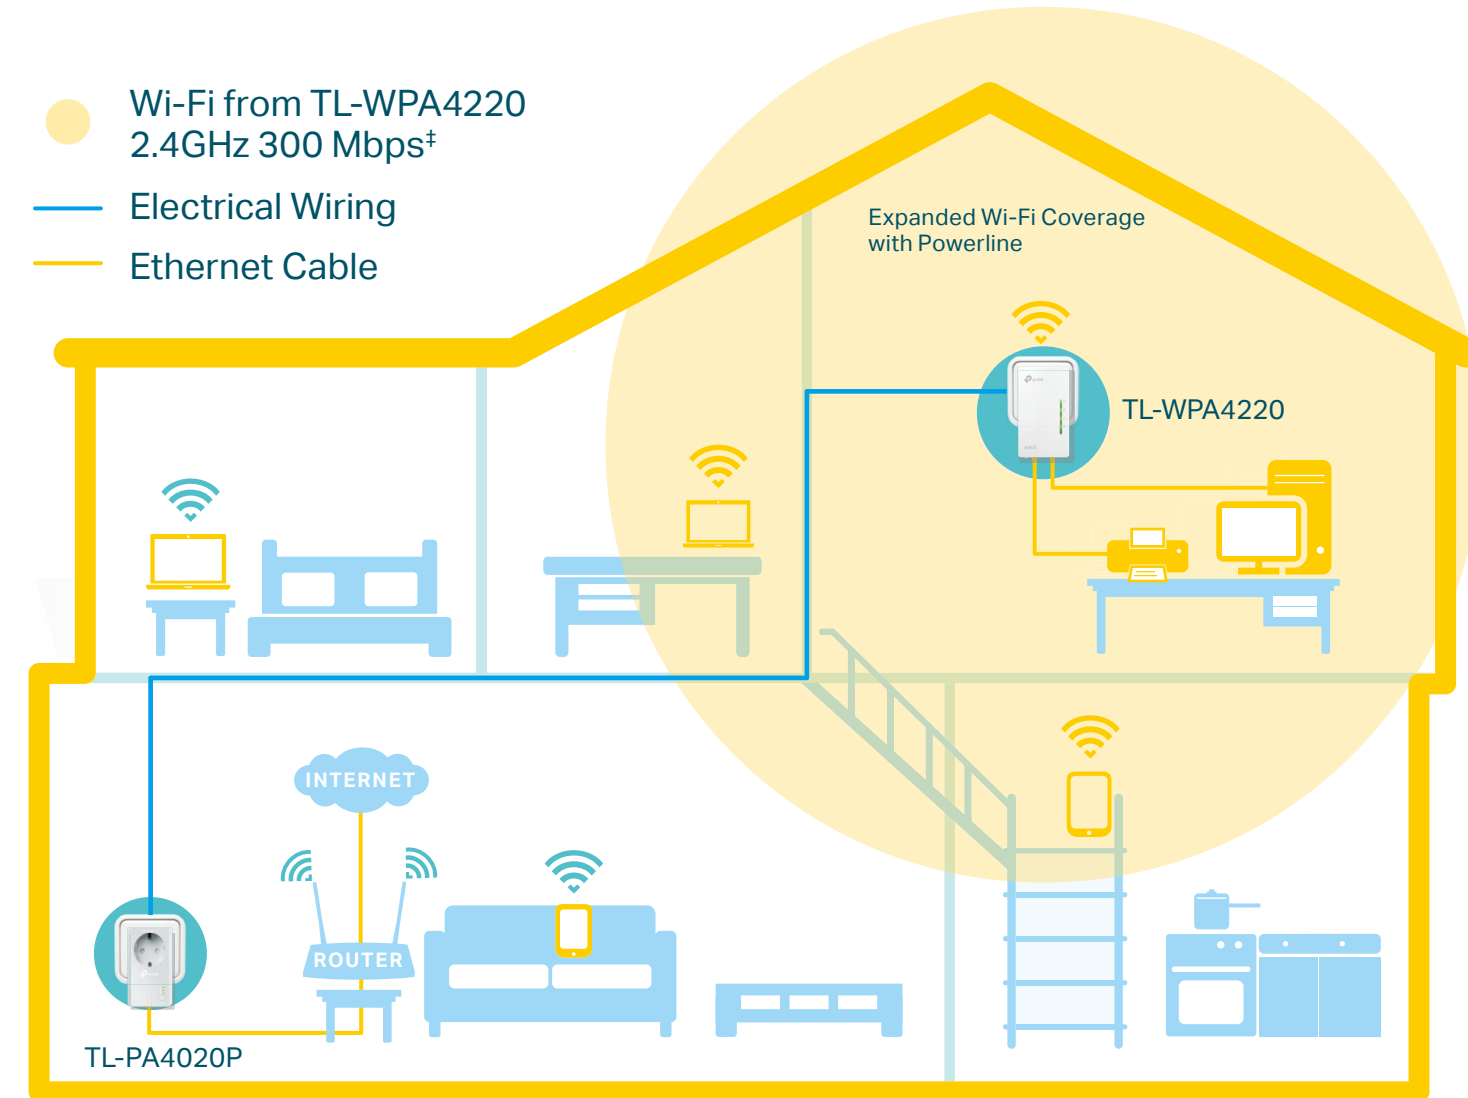 Wi-Fi from TL-WPA4220
2.4GHz 300 Mbps‡
Electrical Wiring
Ethernet Cable
Expanded Wi-Fi Coverage
with Powerline
TL-WPA4220
INTERNET
ROUTER
TL-PA4020P